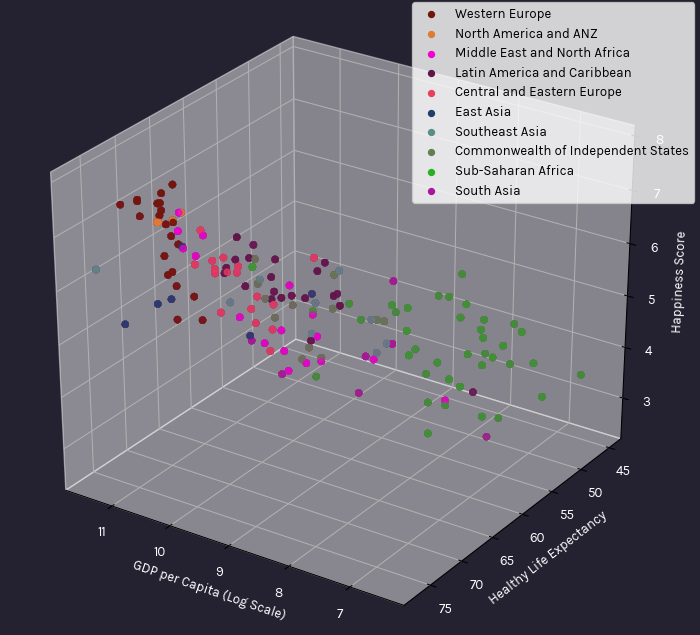 Western Europe
North America and ANZ
Middle East and North Africa
Latin America and Caribbean
Central and Eastern Europe
East Asia
Southeast Asia
Commonwealth of Independent States
Sub-Saharan Africa
South Asia
8
7
6
5
4
3
Happiness Score
45
50
55
60
65
70
75
Healthy Life Expectancy
11
10
9
8
7
GDP per Capita (Log Scale)